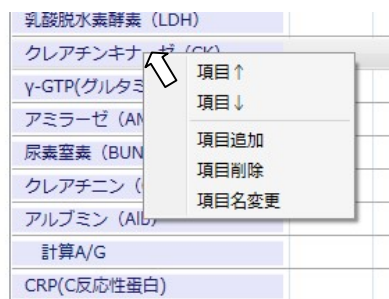 乳酸脱水素酵素（LDH）
クレアチンキナーゼ（CK）
γ-GTP(グルタミ
アミラーゼ（AM
尿素窒素（BUN
クレアチニン（
アルブミン（Alb）
計算A/G
CRP(C反応性蛋白)
項目↑
項目↓
項目追加
項目削除
項目名変更